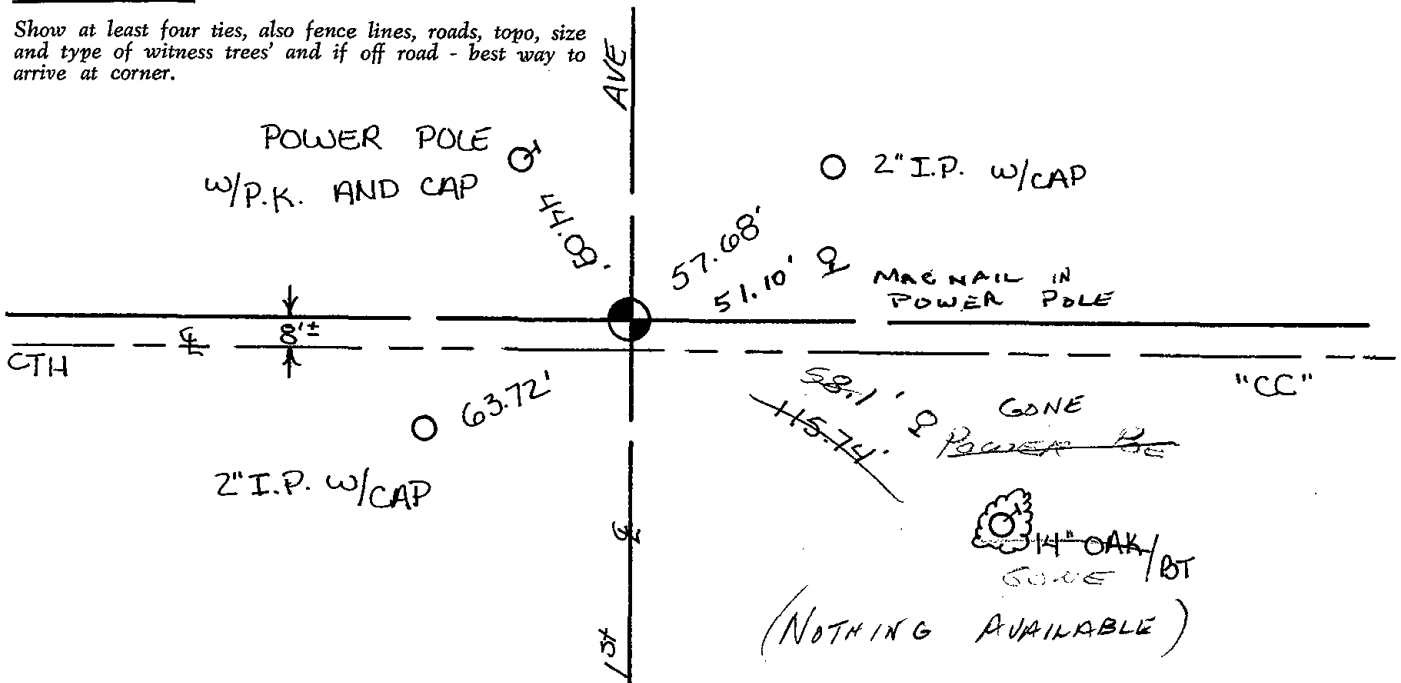 Show at least four ties, also fence lines, roads, topo, size
and type of witness trees' and if off road - best way to
arrive at corner.
AVE
POWER POLE
W/P.K. AND CAP
44.09'
2" I.P. W/CAP
57.68'
51.10'
MAG NAIL IN
POWER POLE
8'±
CTH
"CC"
63.72'
2" I.P. W/CAP
58.1'
115.74'
GONE
POWER POLE
14" OAK/BT
GONE
(NOTHING AVAILABLE)
1st